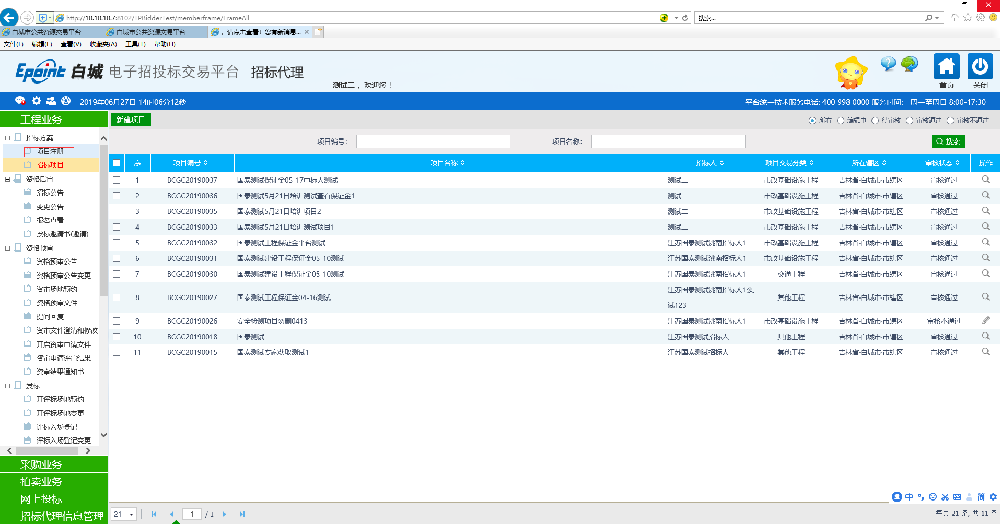 http://10.10.10.7:8102/TPBidderTest/memberframe/FrameAll
搜索...
白城市公共资源交易平台
白城市公共资源交易平台
，请点击查看！您有新消息...
文件(F) 编辑(E) 查看(V) 收藏夹(A) 工具(T) 帮助(H)
Epoint 白城 电子招投标交易平台 招标代理
测试二，欢迎您！
首页 关闭
2019年06月27日 14时06分12秒
平台统一技术服务电话: 400 998 0000 服务时间： 周一至周日 8:00-17:30
工程业务
招标方案
项目注册
招标项目
资格后审
招标公告
变更公告
报名查看
投标邀请书(邀请)
资格预审
资格预审公告
资格预审公告变更
资审场地预约
资格预审文件
提问回复
资审文件澄清和修改
开启资审申请文件
资审申请评审结果
资审结果通知书
发标
开评标场地预约
开评标场地变更
评标入场登记
评标入场登记变更
采购业务
拍卖业务
网上投标
招标代理信息管理
新建项目
所有 编辑中 待审核 审核通过 审核不通过
项目编号： 项目名称： 搜索
序 项目编号 项目名称 招标人 项目交易分类 所在辖区 审核状态 操作
1 BCGC20190037 国泰测试保证金05-17中标人测试 测试二 市政基础设施工程 吉林省·白城市·市辖区 审核通过
2 BCGC20190036 国泰测试5月21日培训测试查看保证金1 测试二 市政基础设施工程 吉林省·白城市·市辖区 审核通过
3 BCGC20190035 国泰测试5月21日培训项目2 测试二 市政基础设施工程 吉林省·白城市·市辖区 审核通过
4 BCGC20190033 国泰测试5月21日培训测试项目1 测试二 市政基础设施工程 吉林省·白城市·市辖区 审核通过
5 BCGC20190032 国泰测试工程保证金平台测试 江苏国泰测试洮南招标人1 市政基础设施工程 吉林省·白城市·市辖区 审核通过
6 BCGC20190031 国泰测试建设工程保证金05-10测试 江苏国泰测试洮南招标人1 市政基础设施工程 吉林省·白城市·市辖区 审核通过
7 BCGC20190030 国泰测试建设工程保证金05-10测试 江苏国泰测试洮南招标人1 交通工程 吉林省·白城市·市辖区 审核通过
8 BCGC20190027 国泰测试工程保证金04-16测试 江苏国泰测试洮南招标人1;测试123 其他工程 吉林省·白城市·市辖区 审核通过
9 BCGC20190026 安全检测项目勿删0413 江苏国泰测试洮南招标人1 市政基础设施工程 吉林省·白城市·市辖区 审核不通过
10 BCGC20190018 国泰测试 江苏国泰测试招标人 其他工程 吉林省·白城市·市辖区 审核通过
11 BCGC20190015 国泰测试专家获取测试1 江苏国泰测试招标人 其他工程 吉林省·白城市·市辖区 审核通过
中 简
21 1 / 1
每页 21 条, 共 11 条